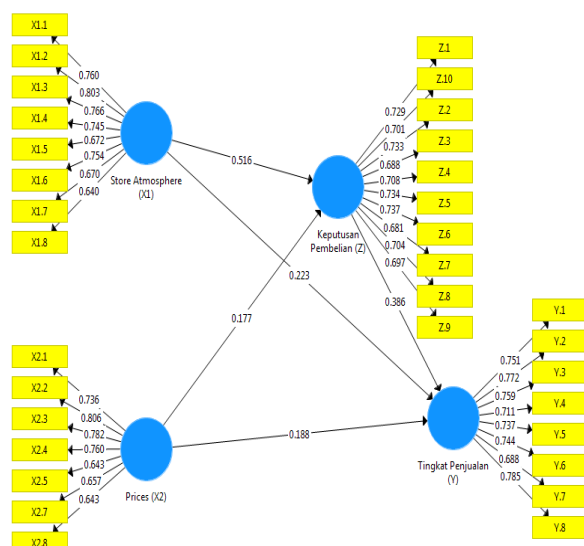 X1.1
X1.2
X1.3
X1.4
X1.5
X1.6
X1.7
X1.8
0.760
0.803
0.766
0.745
0.672
0.754
0.670
0.640
Store Atmosphere
(X1)
0.516
0.177
0.223
0.188
0.386
Z.1
Z.10
Z.2
Z.3
Z.4
Z.5
Z.6
Z.7
Z.8
Z.9
0.729
0.701
0.733
0.688
0.708
0.734
0.737
0.681
0.704
0.697
Keputusan
Pembelian (Z)
X2.1
X2.2
X2.3
X2.4
X2.5
X2.7
X2.8
0.736
0.806
0.782
0.760
0.643
0.657
0.643
Prices (X2)
Y.1
Y.2
Y.3
Y.4
Y.5
Y.6
Y.7
Y.8
0.751
0.772
0.759
0.711
0.737
0.744
0.688
0.785
Tingkat Penjualan
(Y)